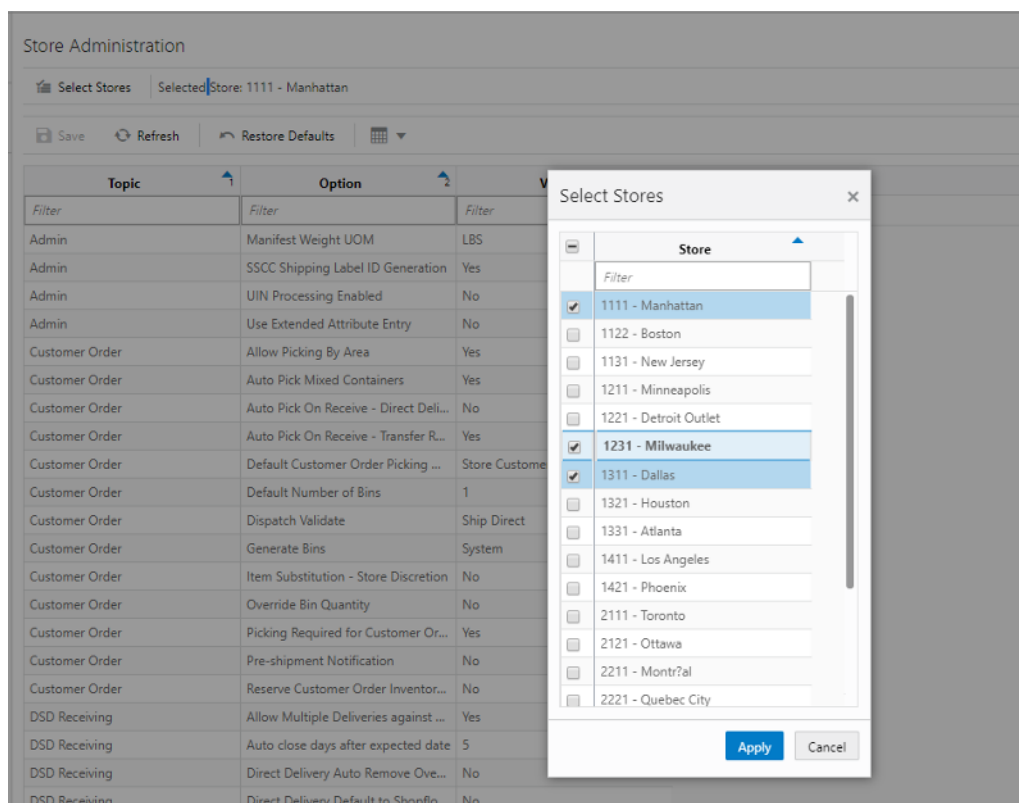 Store Administration
Select Stores Selected Store: 1111 - Manhattan
Save Refresh Restore Defaults
Topic 1 Option 2 V
Filter Filter Filter
Admin Manifest Weight UOM LBS
Admin SSCC Shipping Label ID Generation Yes
Admin UIN Processing Enabled No
Admin Use Extended Attribute Entry No
Customer Order Allow Picking By Area Yes
Customer Order Auto Pick Mixed Containers Yes
Customer Order Auto Pick On Receive - Direct Deli... No
Customer Order Auto Pick On Receive - Transfer R... Yes
Customer Order Default Customer Order Picking ... Store Custome
Customer Order Default Number of Bins 1
Customer Order Dispatch Validate Ship Direct
Customer Order Generate Bins System
Customer Order Item Substitution - Store Discretion No
Customer Order Override Bin Quantity No
Customer Order Picking Required for Customer Or... Yes
Customer Order Pre-shipment Notification No
Customer Order Reserve Customer Order Inventor... No
DSD Receiving Allow Multiple Deliveries against ... Yes
DSD Receiving Auto close days after expected date 5
DSD Receiving Direct Delivery Auto Remove Ove... No
DSD Receiving Direct Delivery Default to Shopflo... No
Select Stores ×
Store
Filter
1111 - Manhattan
1122 - Boston
1131 - New Jersey
1211 - Minneapolis
1221 - Detroit Outlet
1231 - Milwaukee
1311 - Dallas
1321 - Houston
1331 - Atlanta
1411 - Los Angeles
1421 - Phoenix
2111 - Toronto
2121 - Ottawa
2211 - Montr?al
2221 - Quebec City
Apply Cancel